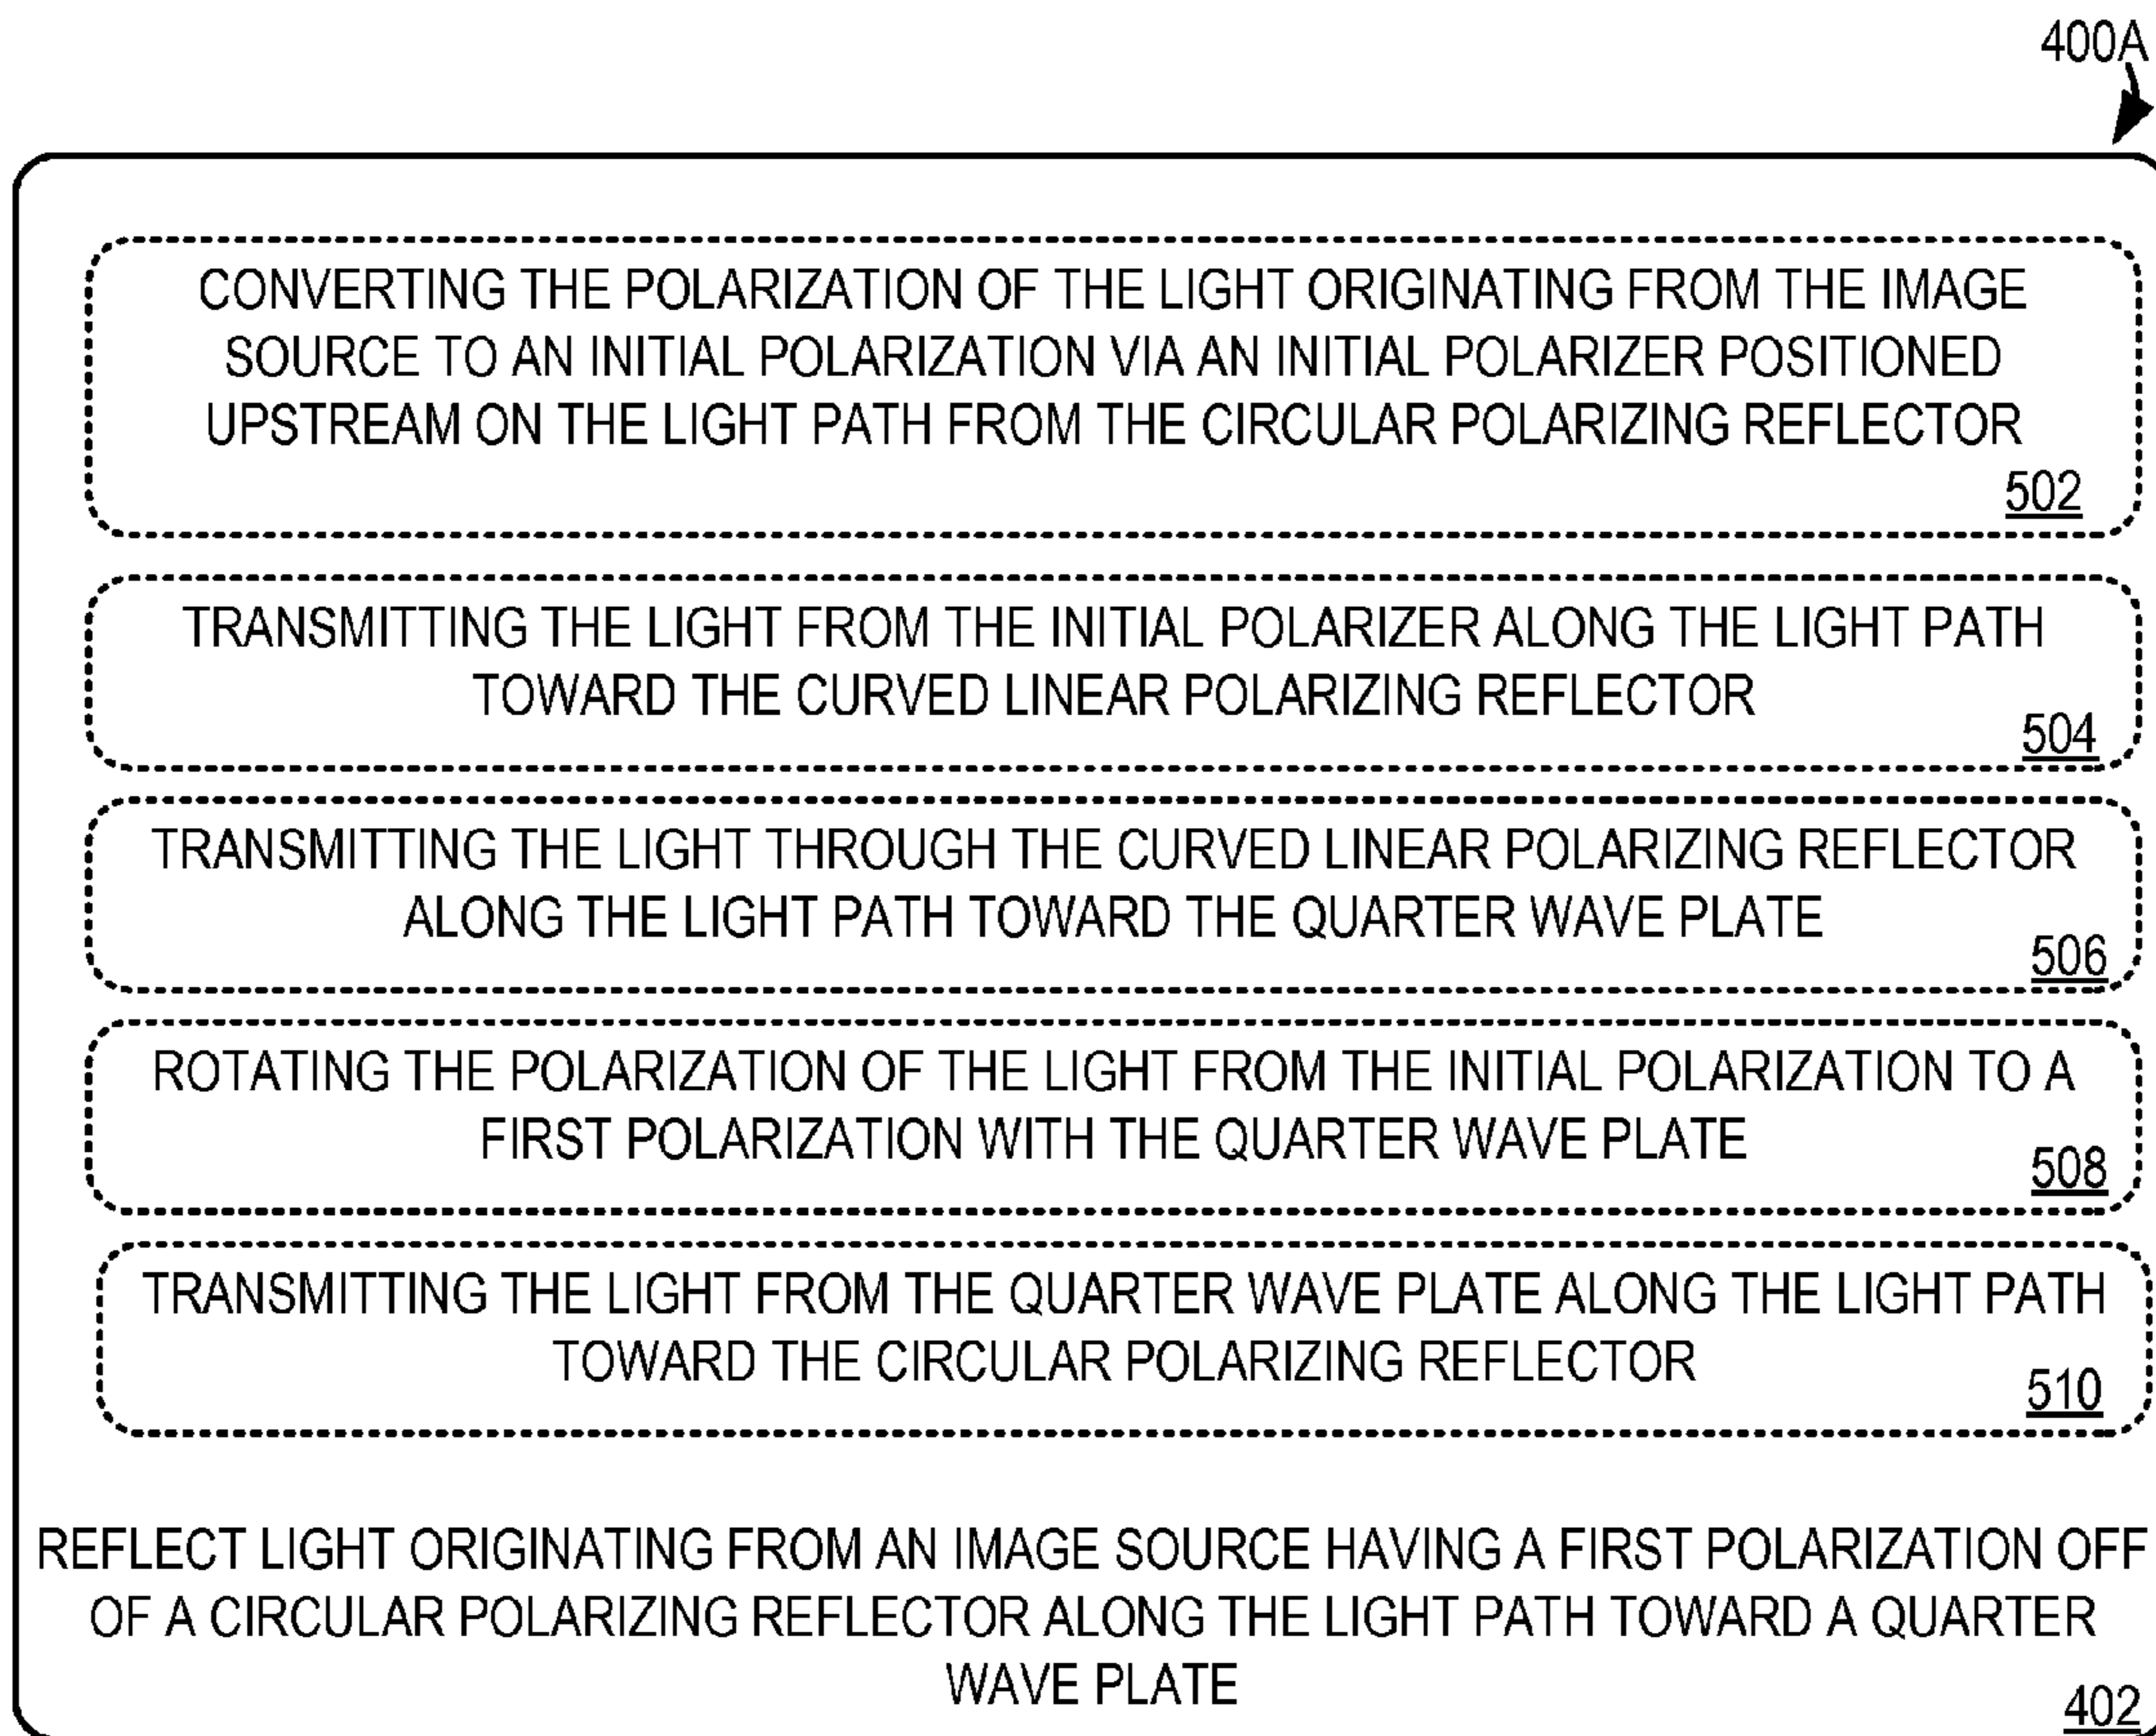 400A
CONVERTING THE POLARIZATION OF THE LIGHT ORIGINATING FROM THE IMAGE
SOURCE TO AN INITIAL POLARIZATION VIA AN INITIAL POLARIZER POSITIONED
UPSTREAM ON THE LIGHT PATH FROM THE CIRCULAR POLARIZING REFLECTOR
502
TRANSMITTING THE LIGHT FROM THE INITIAL POLARIZER ALONG THE LIGHT PATH
TOWARD THE CURVED LINEAR POLARIZING REFLECTOR
504
TRANSMITTING THE LIGHT THROUGH THE CURVED LINEAR POLARIZING REFLECTOR
ALONG THE LIGHT PATH TOWARD THE QUARTER WAVE PLATE
506
ROTATING THE POLARIZATION OF THE LIGHT FROM THE INITIAL POLARIZATION TO A
FIRST POLARIZATION WITH THE QUARTER WAVE PLATE
508
TRANSMITTING THE LIGHT FROM THE QUARTER WAVE PLATE ALONG THE LIGHT PATH
TOWARD THE CIRCULAR POLARIZING REFLECTOR
510
REFLECT LIGHT ORIGINATING FROM AN IMAGE SOURCE HAVING A FIRST POLARIZATION OFF
OF A CIRCULAR POLARIZING REFLECTOR ALONG THE LIGHT PATH TOWARD A QUARTER
WAVE PLATE
402